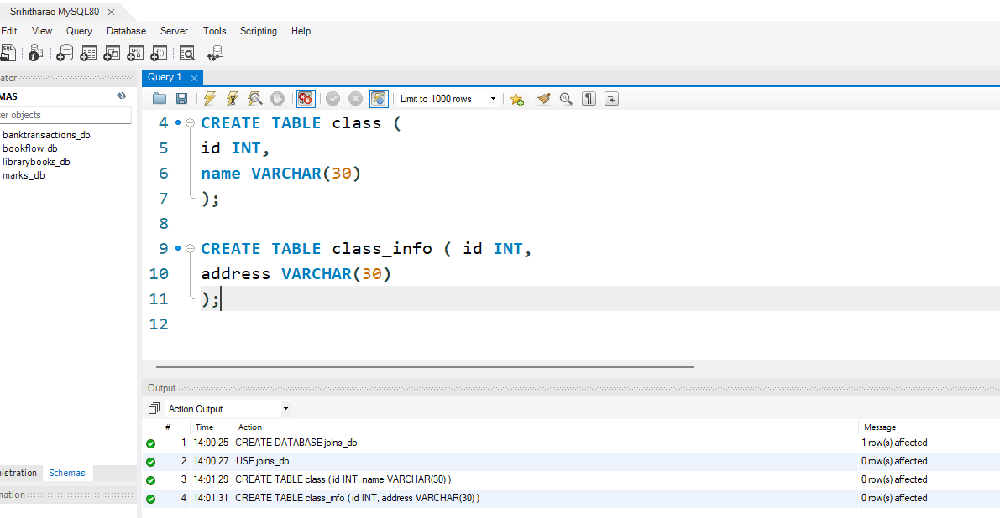 Srihitharao MySQL80
Edit View Query Database Server Tools Scripting Help
ator
Query 1
MAS
er objects
Limit to 1000 rows
banktransactions_db
bookflow_db
librarybooks_db
marks_db
4 CREATE TABLE class (
5 id INT,
6 name VARCHAR(30)
7 );
8
9 CREATE TABLE class_info ( id INT,
10 address VARCHAR(30)
11 );
12
Output
Action Output
# Time Action Message
1 14:00:25 CREATE DATABASE joins_db 1 row(s) affected
2 14:00:27 USE joins_db 0 row(s) affected
3 14:01:29 CREATE TABLE class ( id INT, name VARCHAR(30) ) 0 row(s) affected
4 14:01:31 CREATE TABLE class_info ( id INT, address VARCHAR(30) ) 0 row(s) affected
nistration Schemas
mation